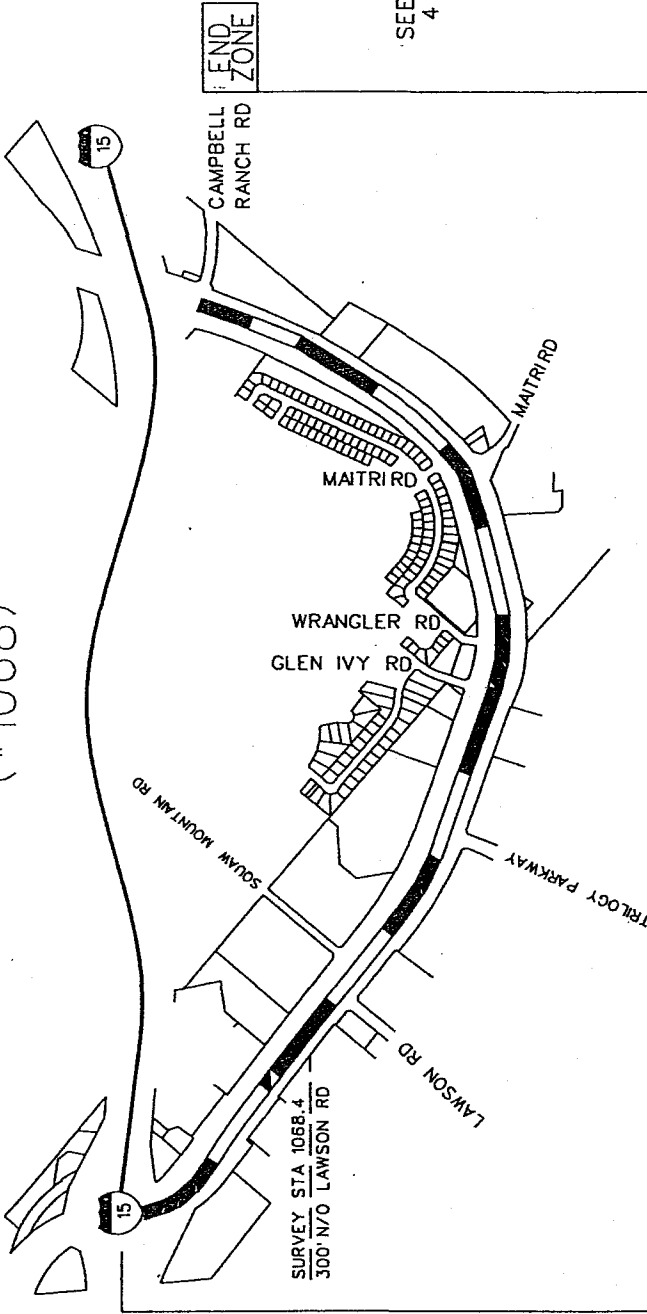 (#1068)
15
END
ZONE
SEE
4
CAMPBELL
RANCH RD
MAITRI RD
MAITRI RD
WRANGLER RD
GLEN IVY RD
SQUAW MOUNTAIN RD
TRILOGY PARKWAY
LAWSON RD
SURVEY STA 1068.4
300' N/O LAWSON RD
15